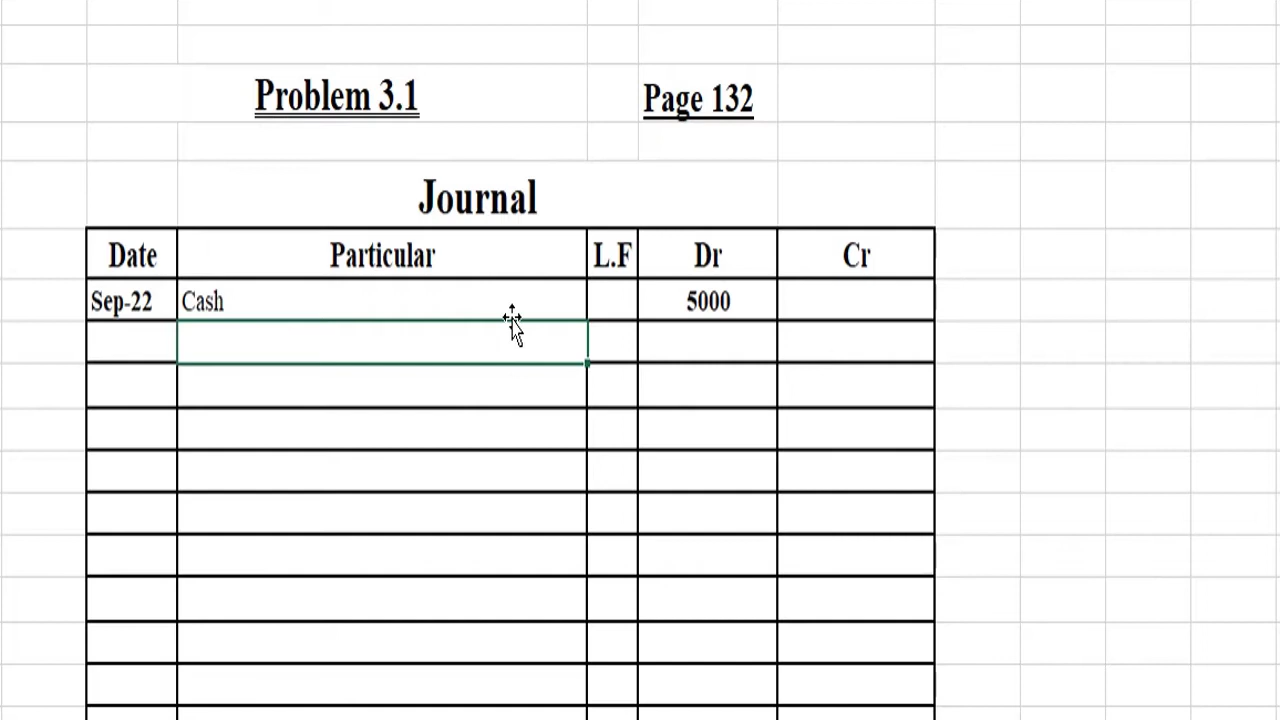 Problem 3.1 Page 132
Journal
Date Particular L.F Dr Cr
Sep-22 Cash 5000